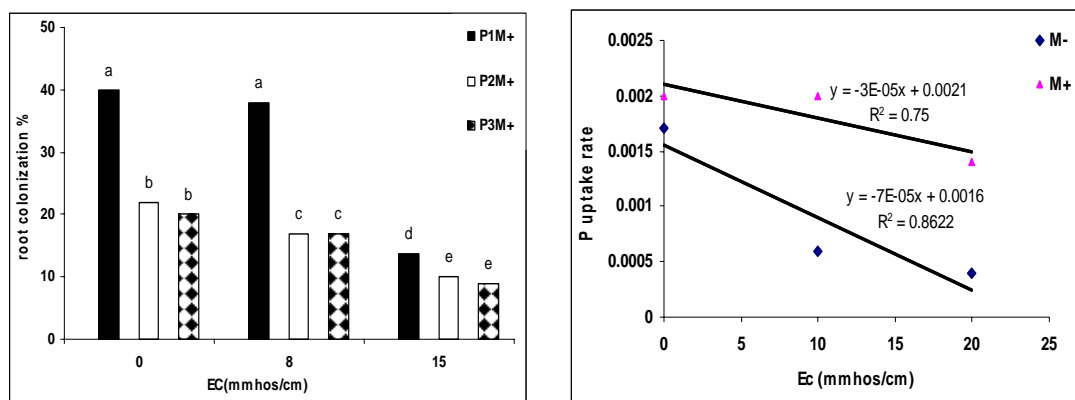 P1M+
P2M+
P3M+
root colonization %
50
40
30
20
10
0
a
b
b
a
c
c
d
e
e
0 8 15
EC(mmhos/cm)
M-
M+
P uptake rate
0.0025
0.002
0.0015
0.001
0.0005
0
y = -3E-05x + 0.0021
R² = 0.75
y = -7E-05x + 0.0016
R² = 0.8622
0 5 10 15 20 25
Ec (mmhos/cm)